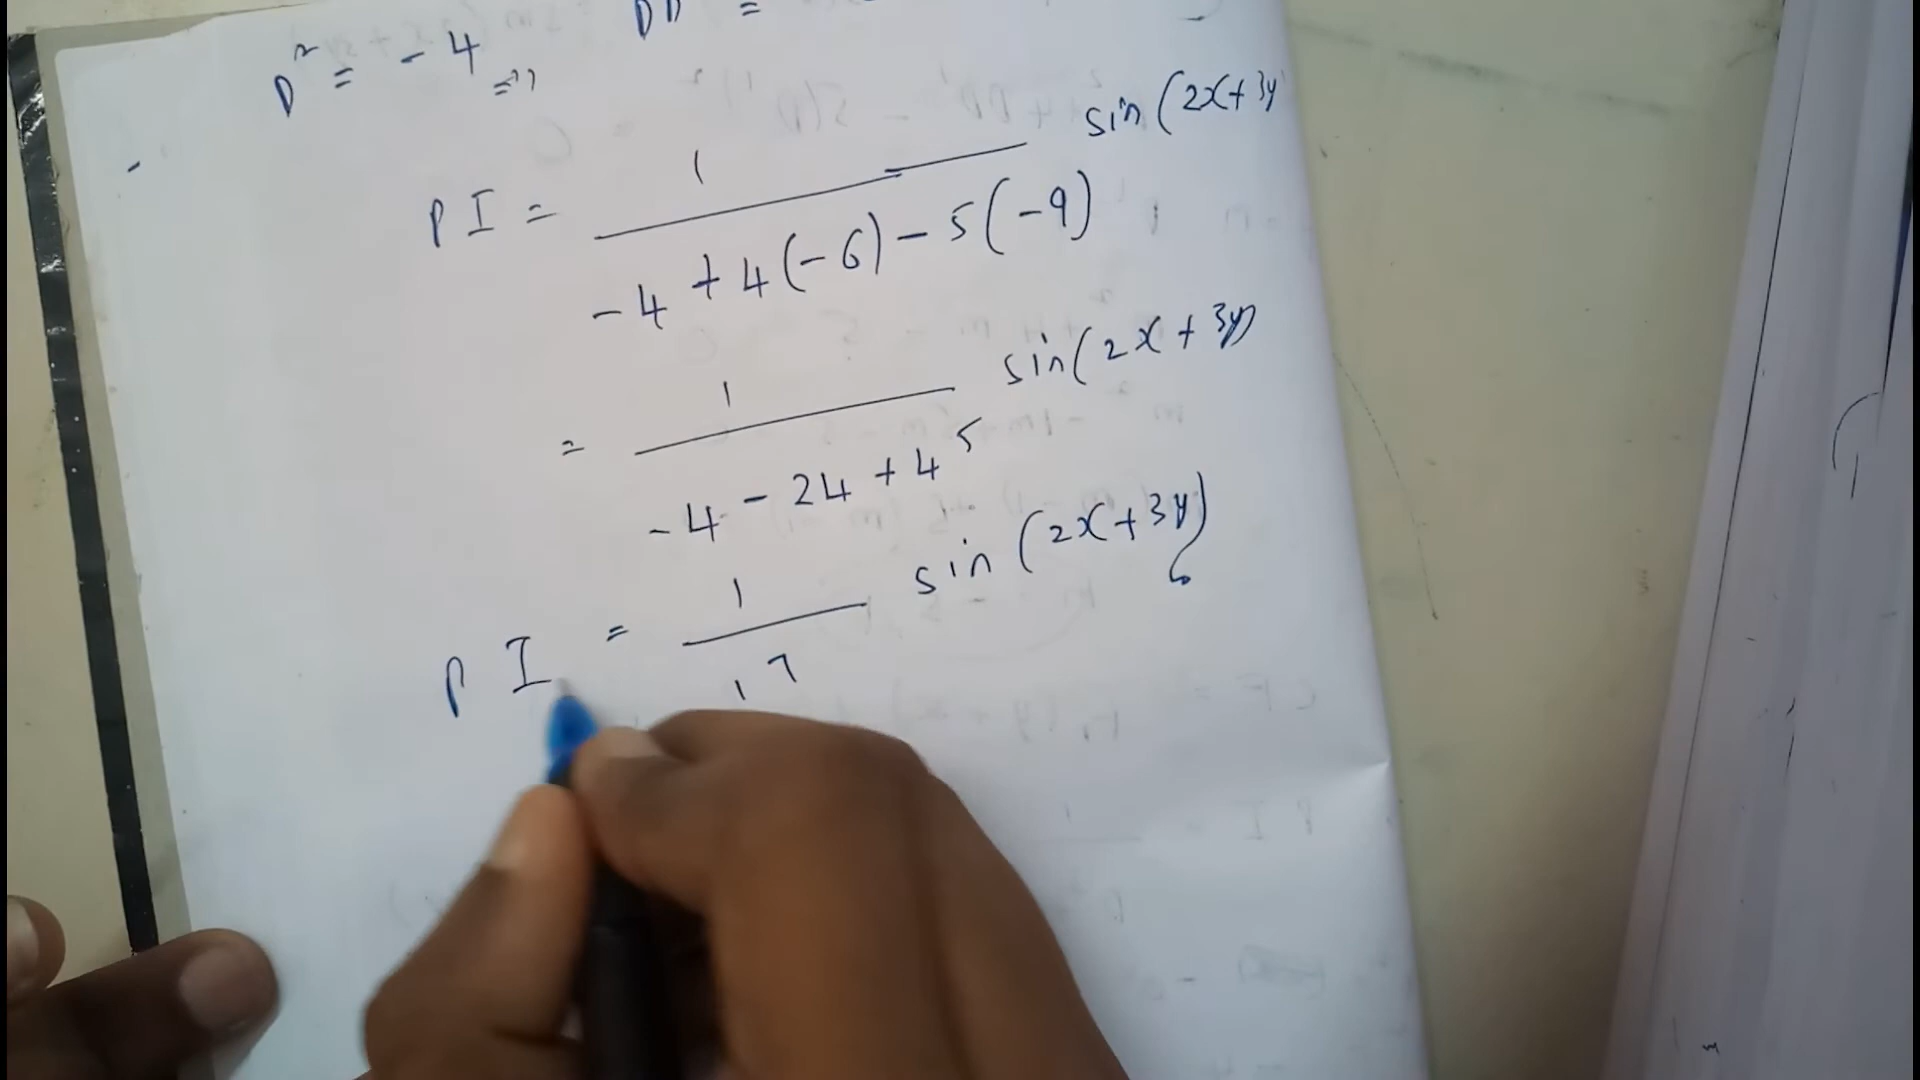 D² = -4 DD =
PI = 1 / (-4 + 4(-6) - 5(-9)) sin(2x+3y
= 1 / (-4 - 24 + 45) sin(2x + 3y)
PI = 1 / 17 sin(2x+3y)